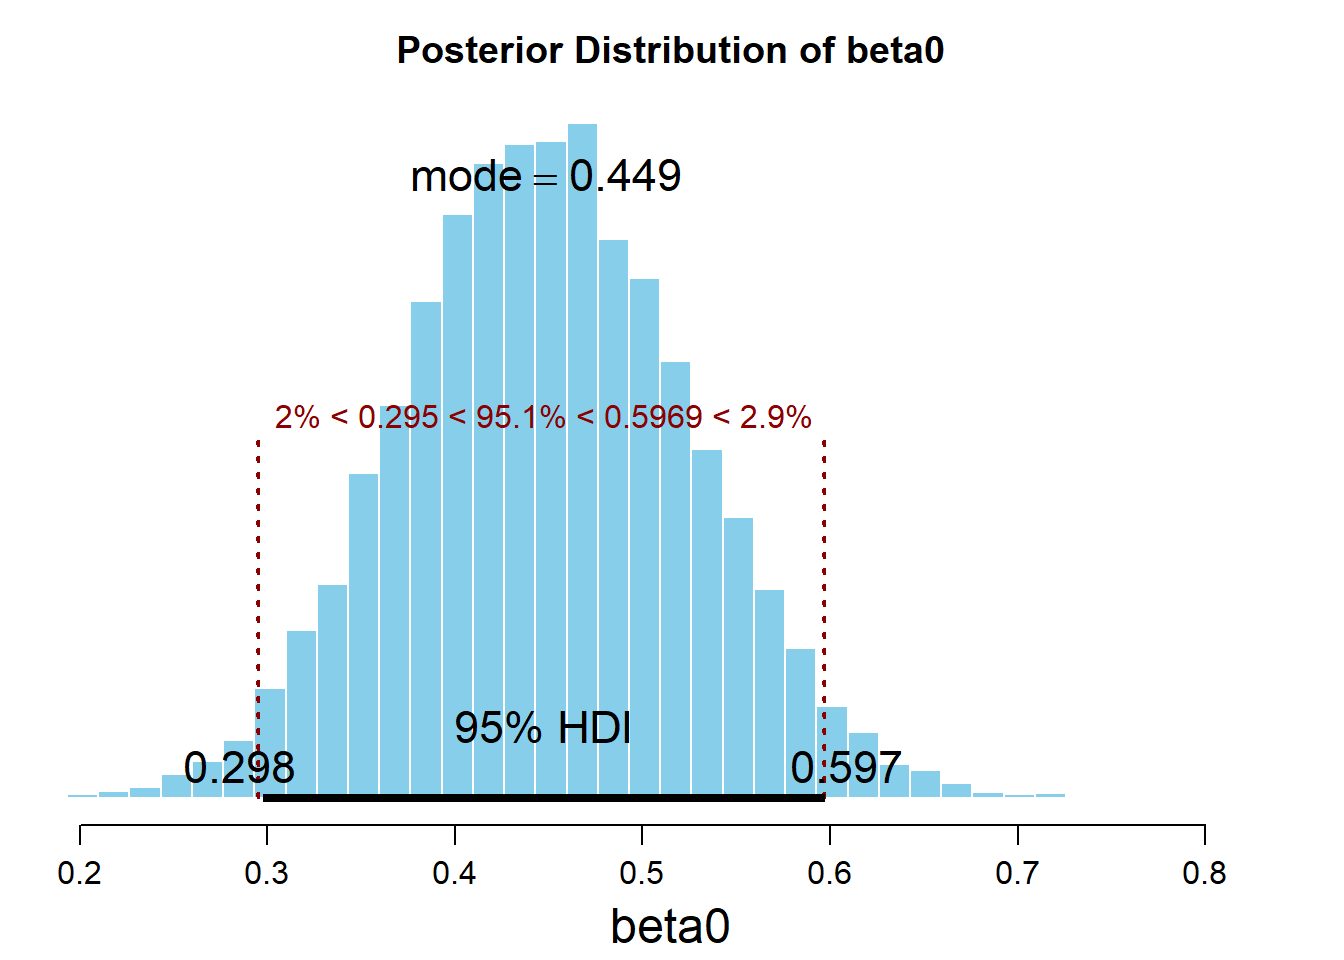 Posterior Distribution of beta0
mode = 0.449
2% < 0.295 < 95.1% < 0.5969 < 2.9%
95% HDI
0.298 0.597
0.2 0.3 0.4 0.5 0.6 0.7 0.8
beta0